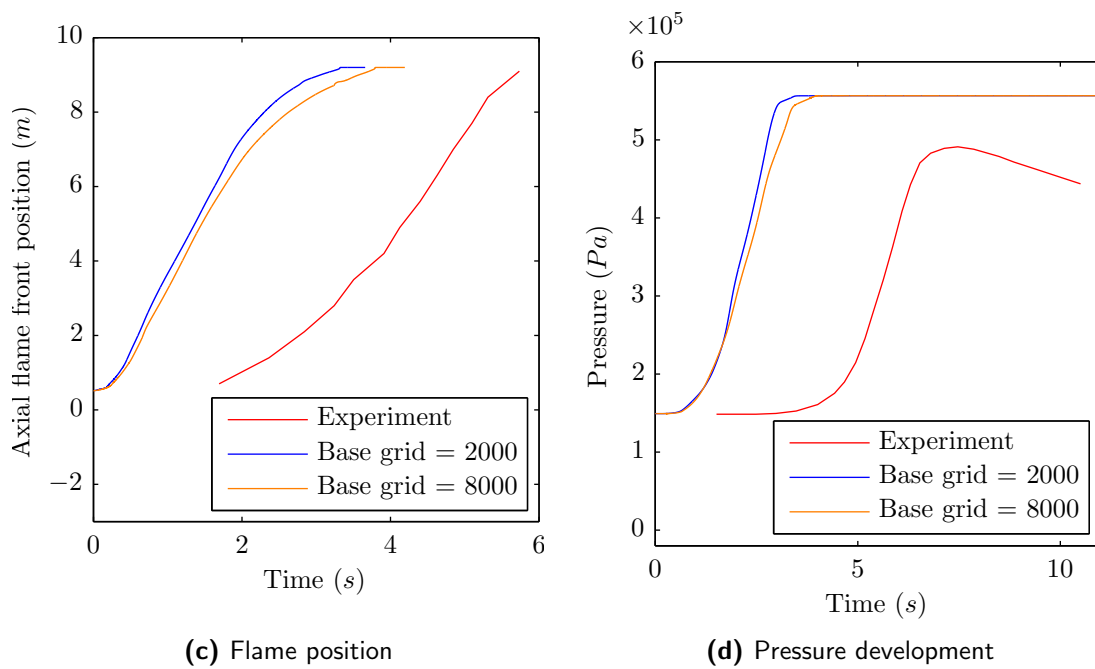 10
8
6
4
2
0
−2
Axial flame front position (m)
0 2 4 6
Time (s)
Experiment
Base grid = 2000
Base grid = 8000
(c) Flame position
×10⁵
6
5
4
3
2
1
0
Pressure (Pa)
0 5 10
Time (s)
Experiment
Base grid = 2000
Base grid = 8000
(d) Pressure development